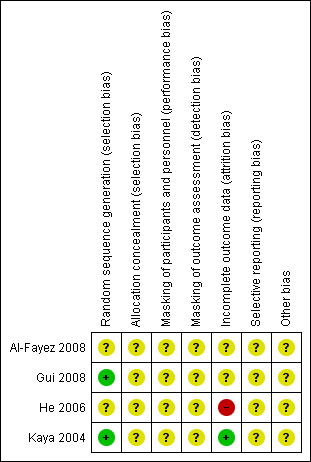 Random sequence generation (selection bias)
Allocation concealment (selection bias)
Masking of participants and personnel (performance bias)
Masking of outcome assessment (detection bias)
Incomplete outcome data (attrition bias)
Selective reporting (reporting bias)
Other bias
Al-Fayez 2008 ? ? ? ? ? ? ?
Gui 2008 + ? ? ? ? ? ?
He 2006 ? ? ? ? - ? ?
Kaya 2004 + ? ? ? + ? ?